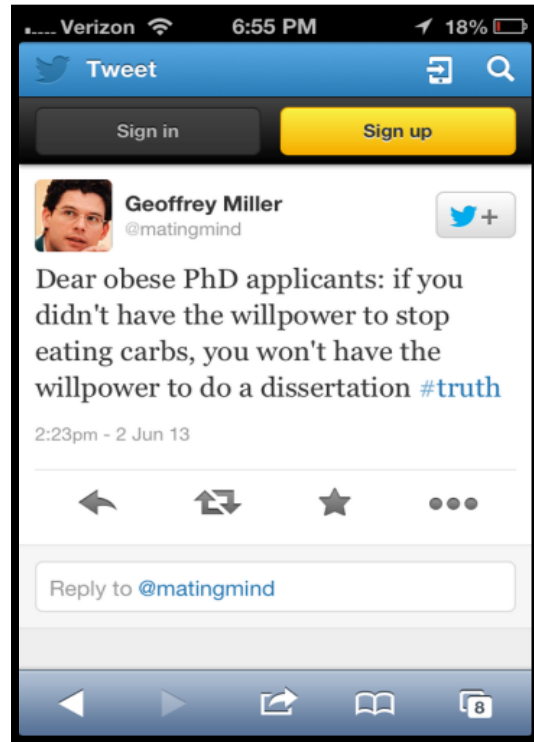 Verizon 6:55 PM 18%
Tweet
Sign in Sign up
Geoffrey Miller
@matingmind
Dear obese PhD applicants: if you
didn't have the willpower to stop
eating carbs, you won't have the
willpower to do a dissertation #truth
2:23pm - 2 Jun 13
Reply to @matingmind
8